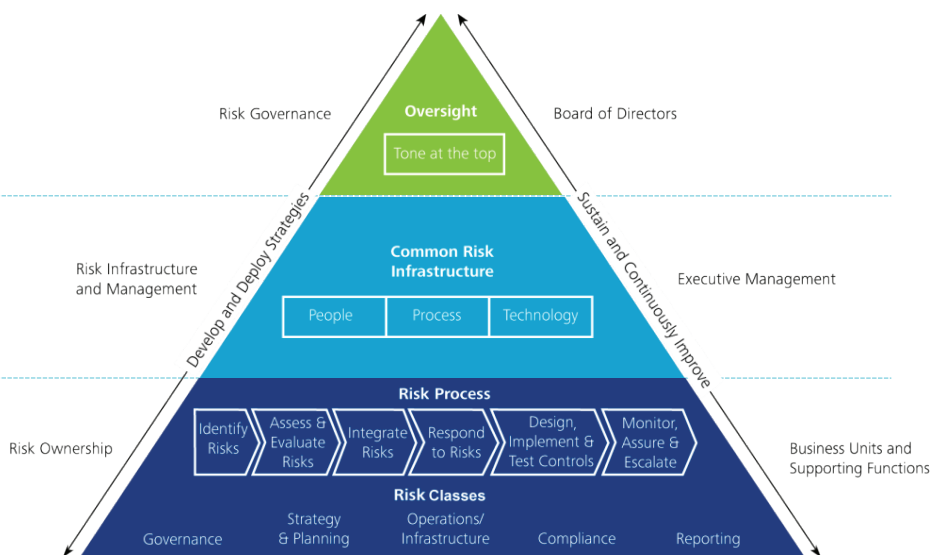 Risk Governance
Oversight
Board of Directors
Tone at the top
Develop and Deploy Strategies
Sustain and Continuously Improve
Risk Infrastructure
and Management
Common Risk
Infrastructure
Executive Management
People
Process
Technology
Risk Ownership
Risk Process
Identify
Risks
Assess &
Evaluate
Risks
Integrate
Risks
Respond
to Risks
Design,
Implement &
Test Controls
Monitor,
Assure &
Escalate
Business Units and
Supporting Functions
Risk Classes
Governance
Strategy
& Planning
Operations/
Infrastructure
Compliance
Reporting